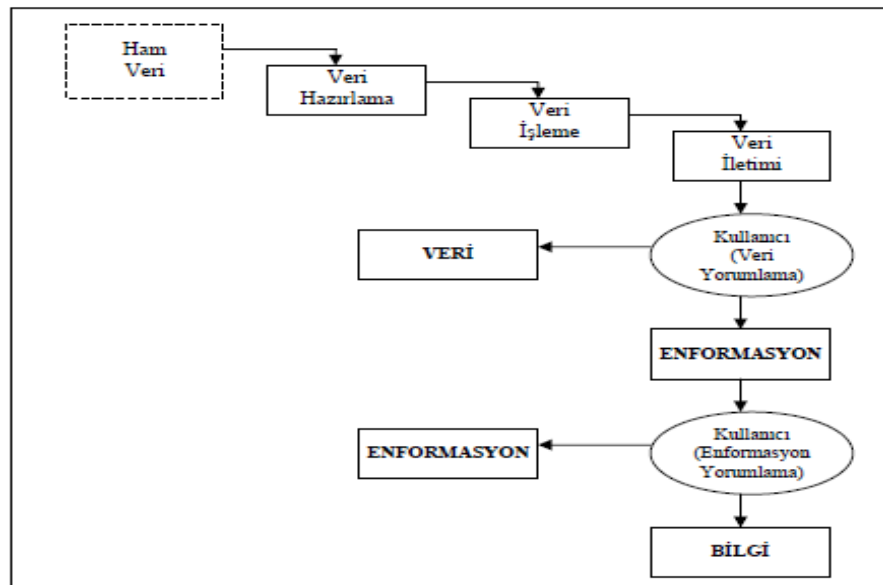 Ham
Veri
Veri
Hazırlama
Veri
İşleme
Veri
İletimi
Kullanıcı
(Veri
Yorumlama)
VERİ
ENFORMASYON
Kullanıcı
(Enformasyon
Yorumlama)
ENFORMASYON
BİLGİ